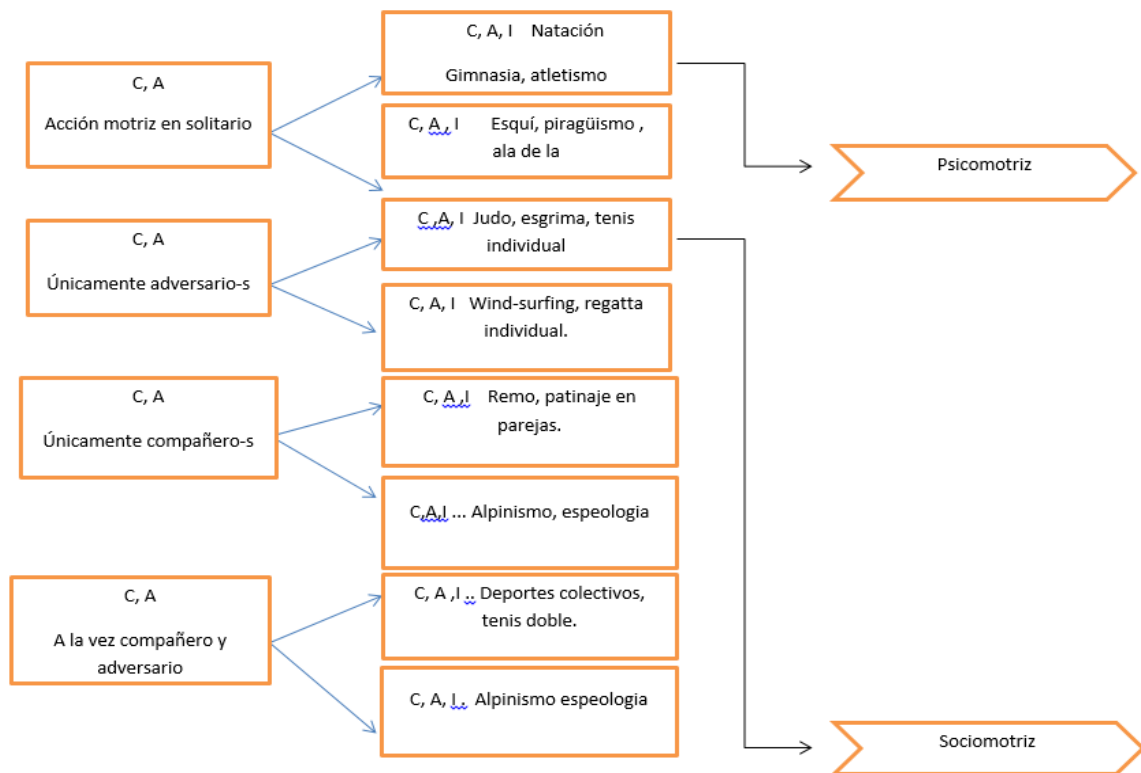 C, A
Acción motriz en solitario
C, A, I Natación
Gimnasia, atletismo
C, A , I Esquí, piragüismo ,
ala de la
Psicomotriz
C, A
Únicamente adversario-s
C ,A, I Judo, esgrima, tenis
individual
C, A, I Wind-surfing, regatta
individual.
C, A
Únicamente compañero-s
C, A ,I Remo, patinaje en
parejas.
C,A,I ... Alpinismo, espeologia
C, A
A la vez compañero y
adversario
C, A ,I .. Deportes colectivos,
tenis doble.
C, A, I . Alpinismo espeologia
Sociomotriz